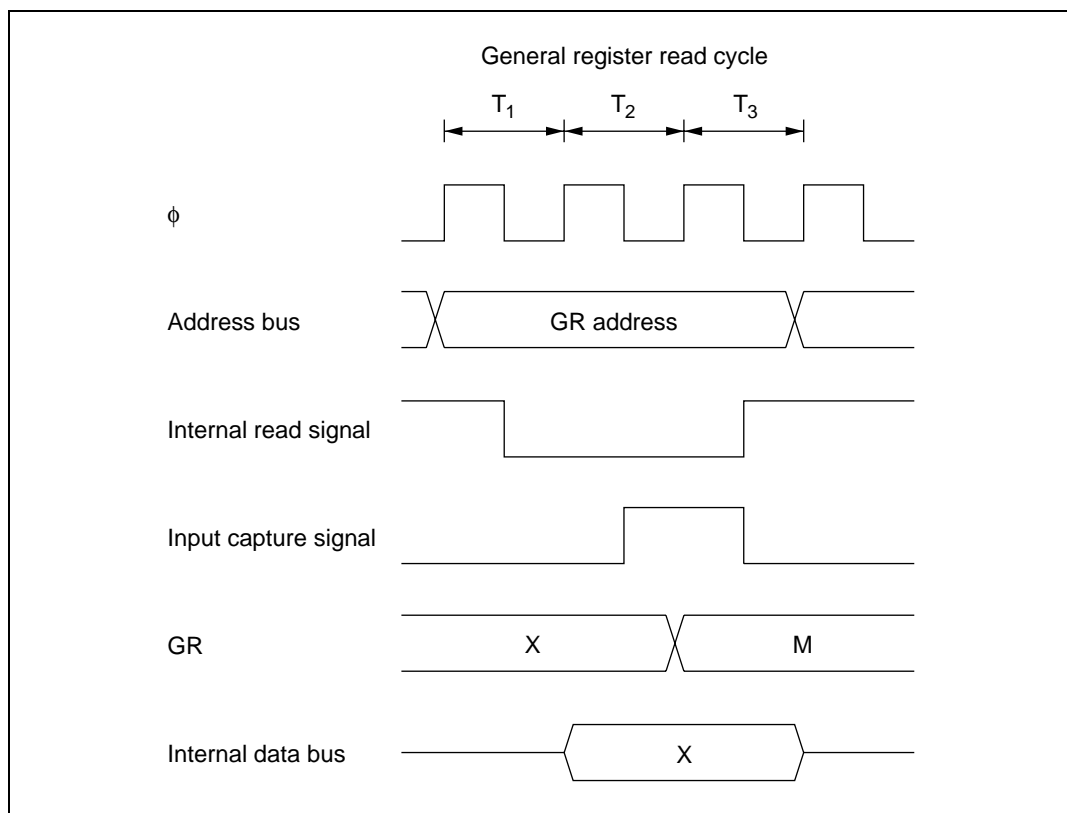 General register read cycle
T1 T2 T3
ϕ
Address bus GR address
Internal read signal
Input capture signal
GR X M
Internal data bus X